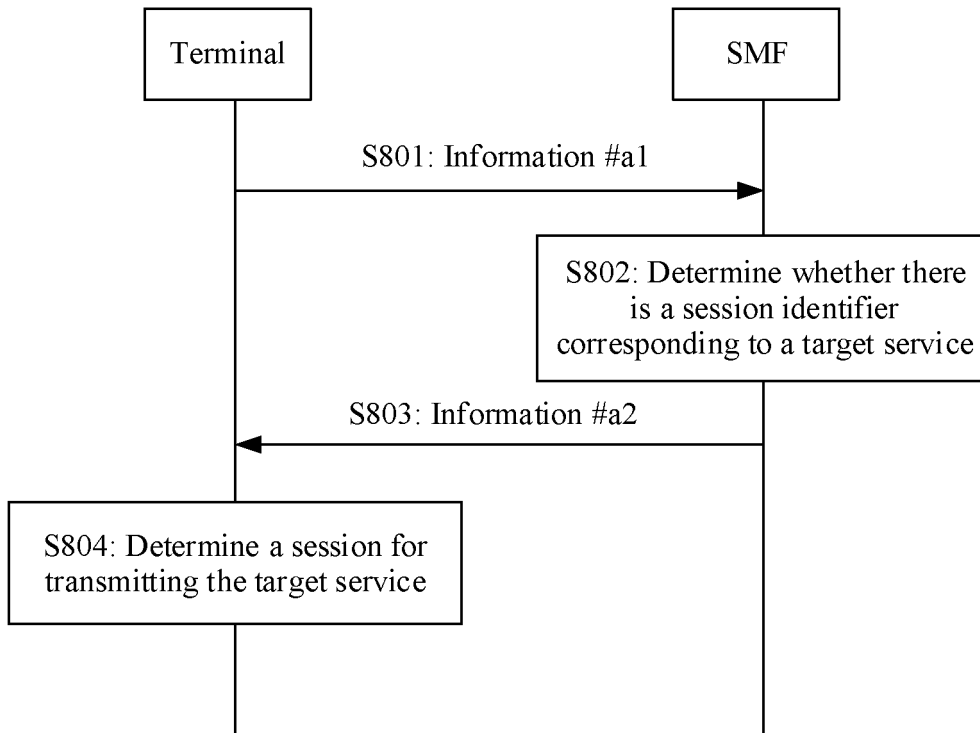 Terminal
SMF
S801: Information #a1
S802: Determine whether there
is a session identifier
corresponding to a target service
S803: Information #a2
S804: Determine a session for
transmitting the target service